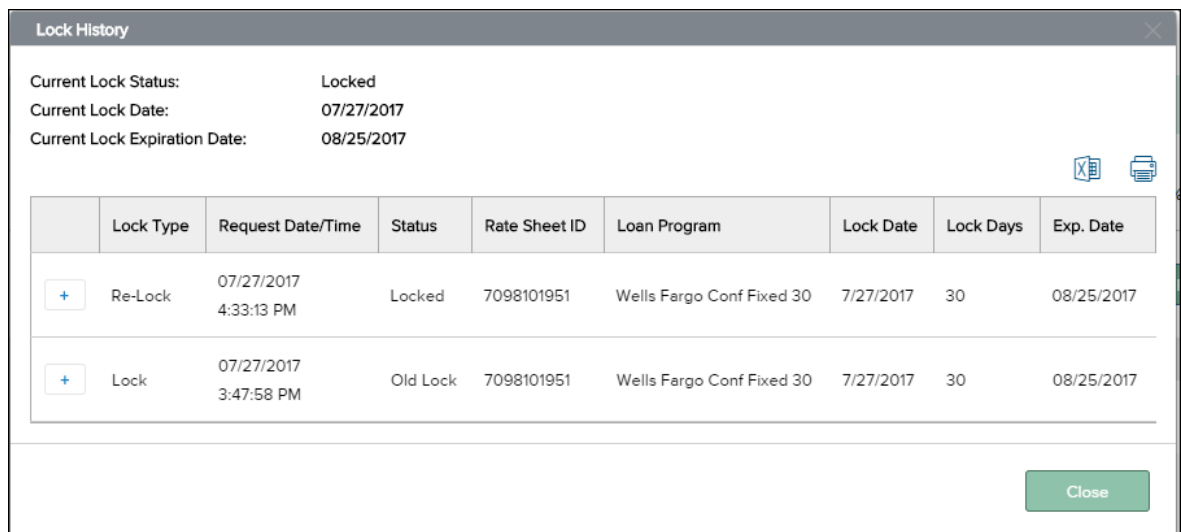 Lock History
Current Lock Status: Locked
Current Lock Date: 07/27/2017
Current Lock Expiration Date: 08/25/2017
Lock Type Request Date/Time Status Rate Sheet ID Loan Program Lock Date Lock Days Exp. Date
+ Re-Lock 07/27/2017 4:33:13 PM Locked 7098101951 Wells Fargo Conf Fixed 30 7/27/2017 30 08/25/2017
+ Lock 07/27/2017 3:47:58 PM Old Lock 7098101951 Wells Fargo Conf Fixed 30 7/27/2017 30 08/25/2017
Close